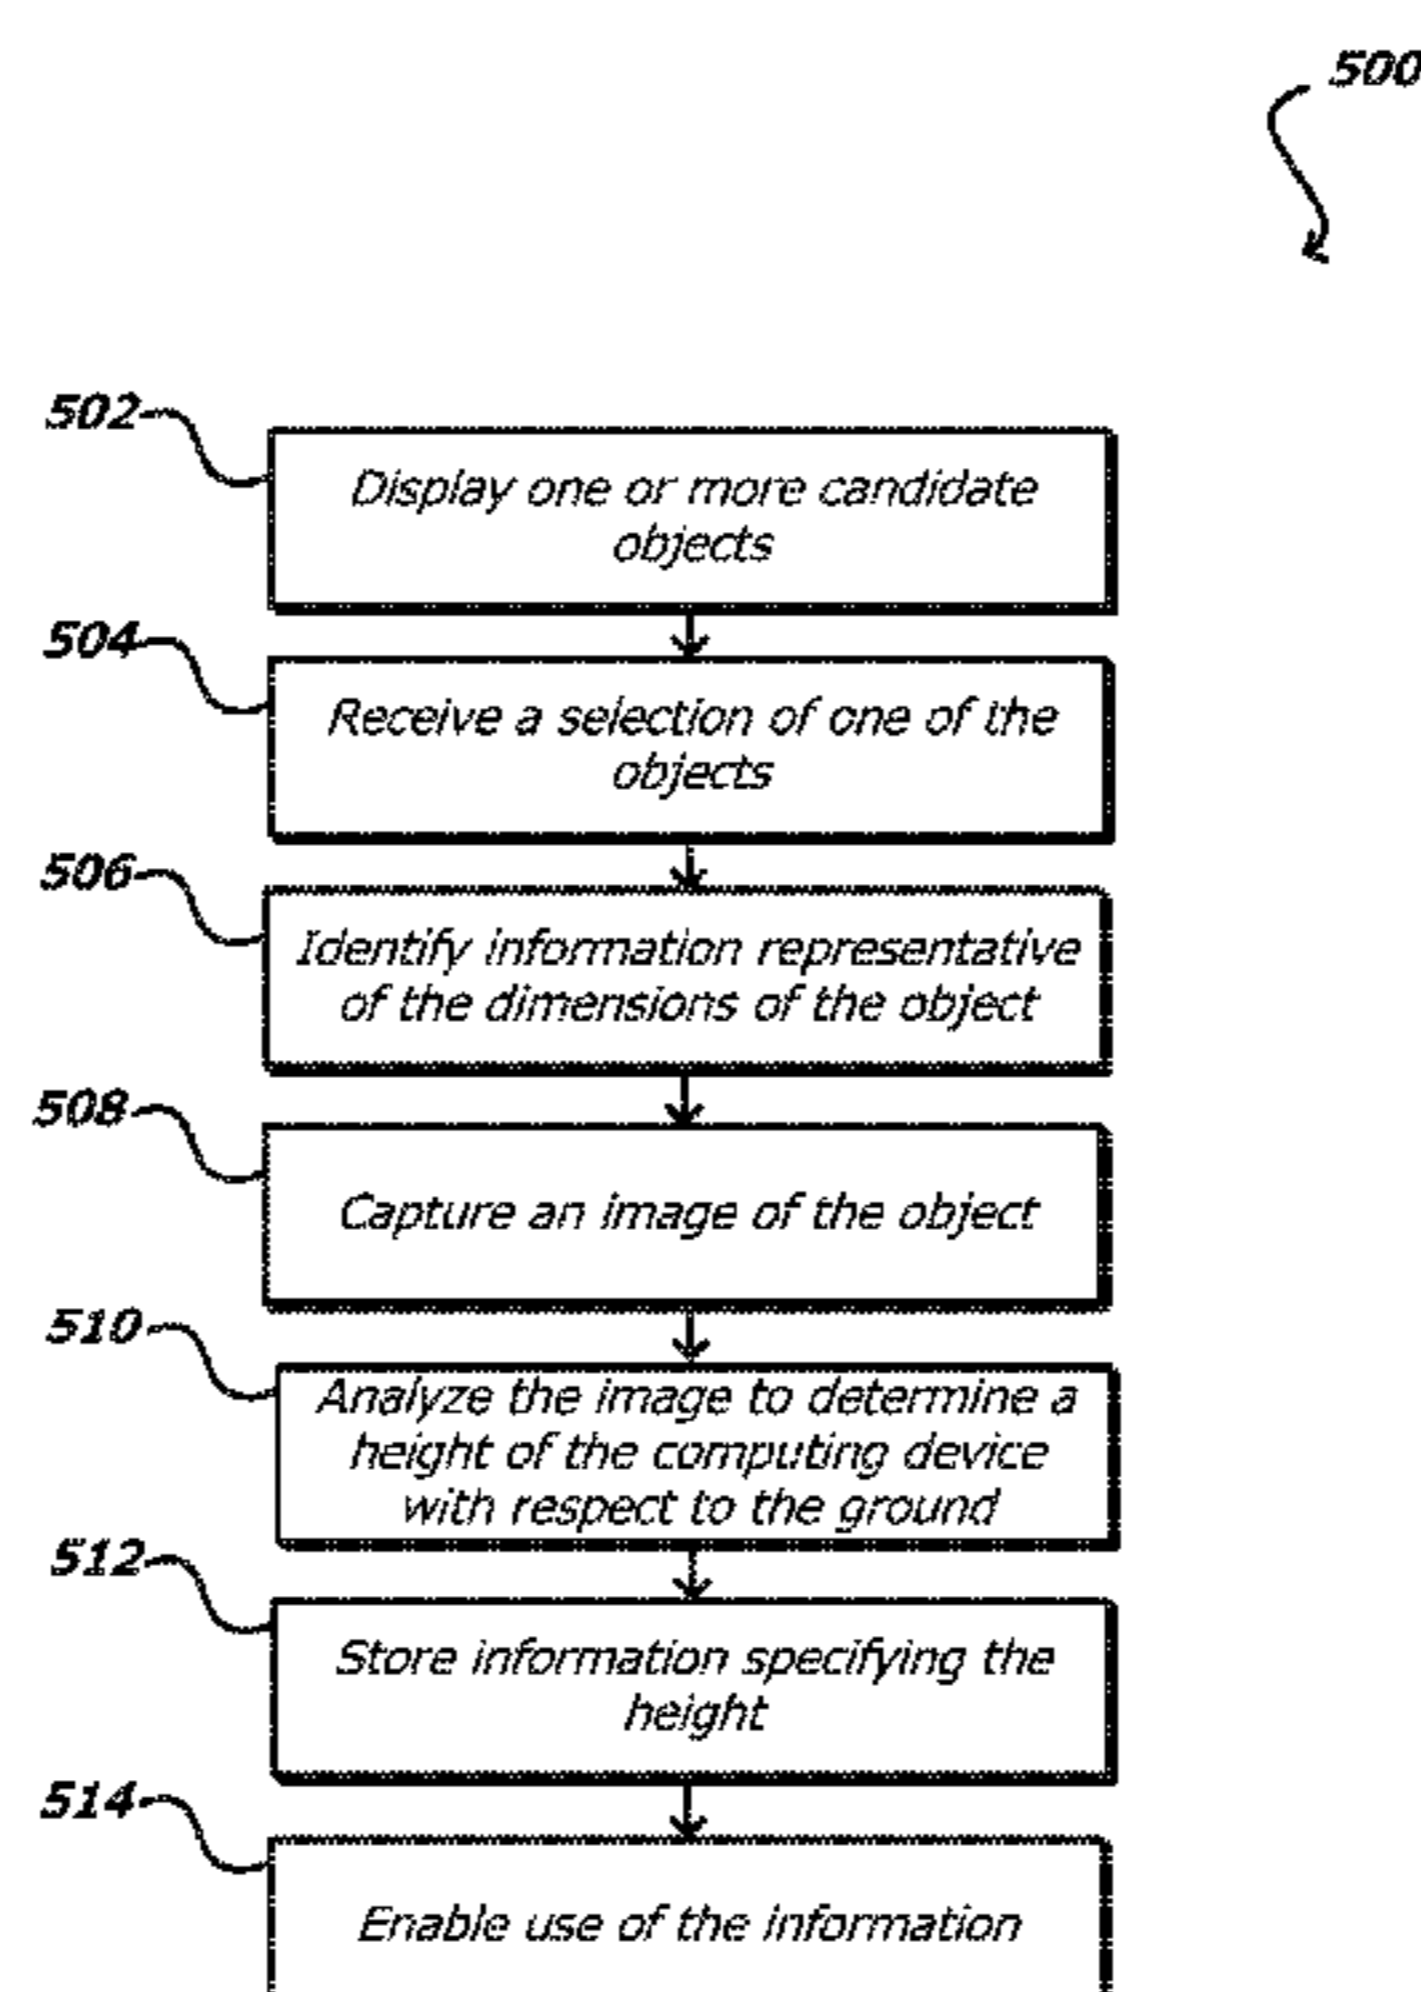 500
502
Display one or more candidate
objects
504
Receive a selection of one of the
objects
506
Identify information representative
of the dimensions of the object
508
Capture an image of the object
510
Analyze the image to determine a
height of the computing device
with respect to the ground
512
Store information specifying the
height
514
Enable use of the information